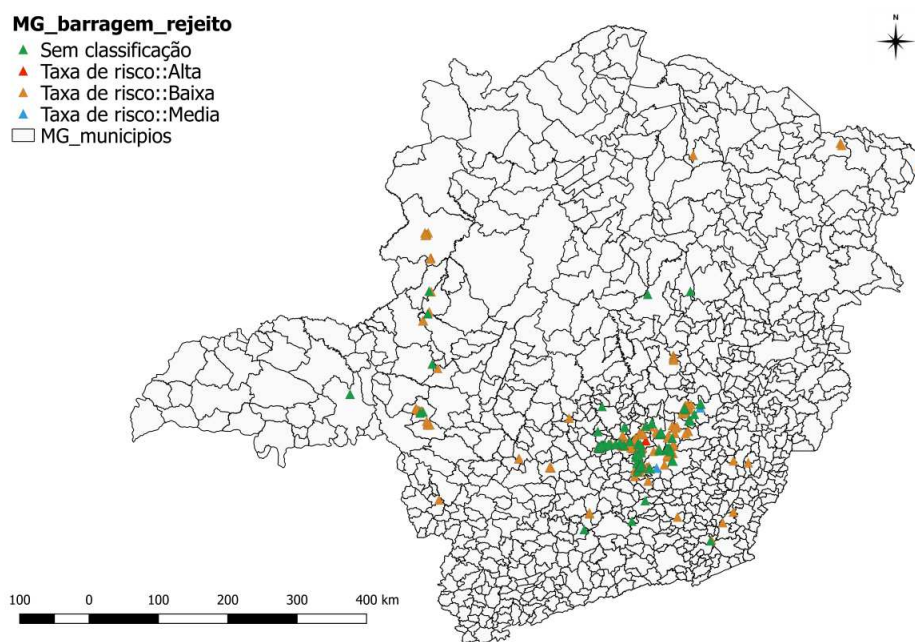 MG_barragem_rejeito
Sem classificação
Taxa de risco::Alta
Taxa de risco::Baixa
Taxa de risco::Media
MG_municipios
N
100 0 100 200 300 400 km